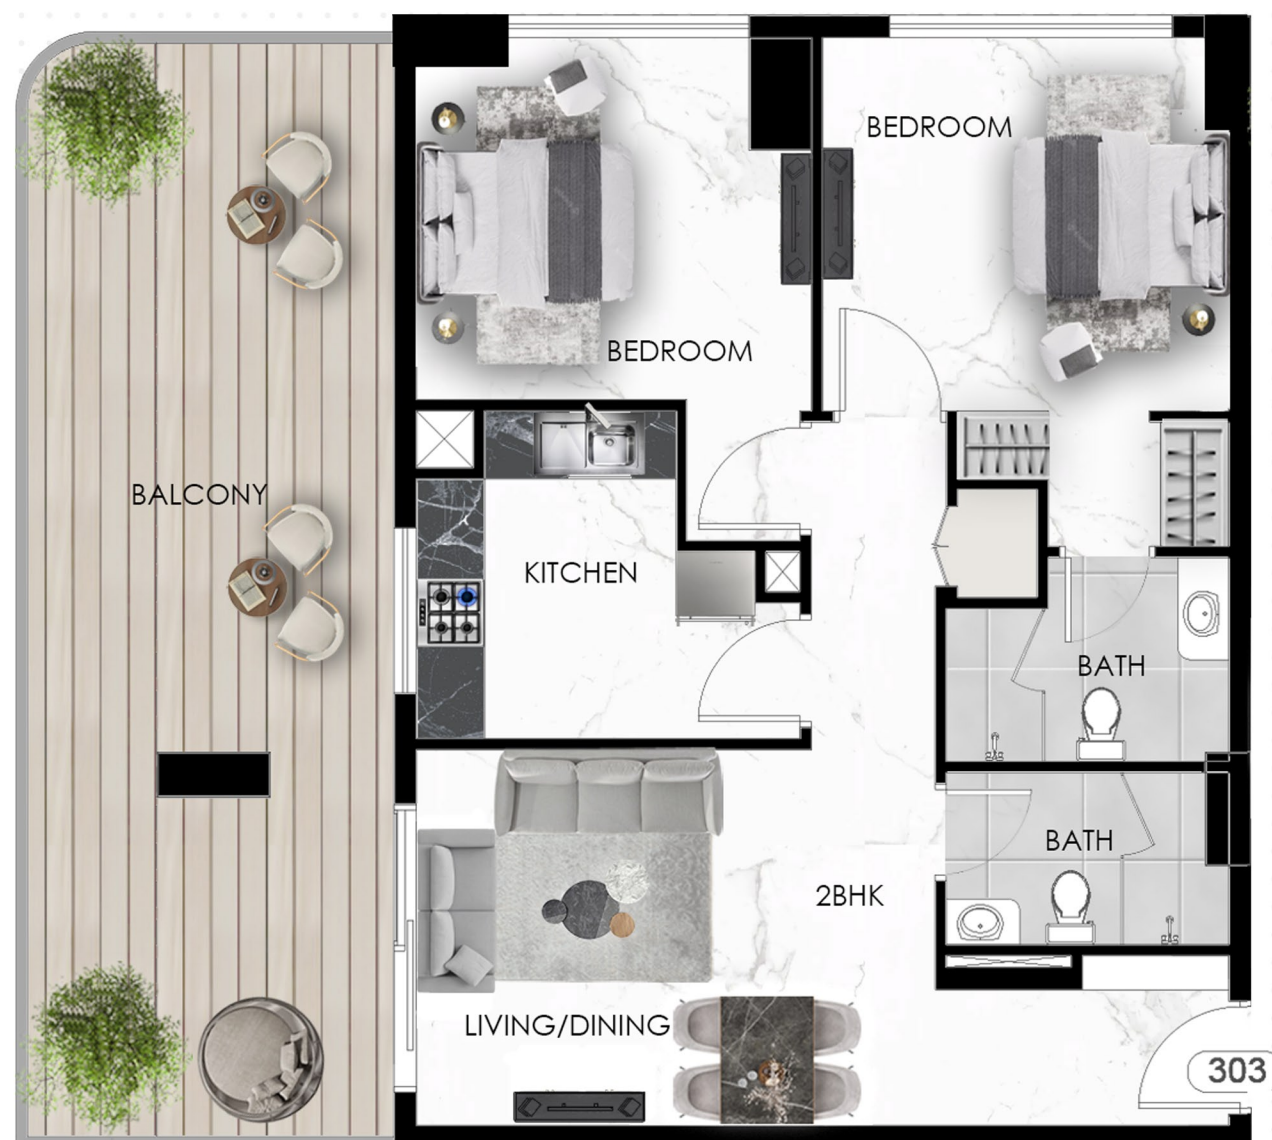 BEDROOM
BEDROOM
BALCONY
KITCHEN
BATH
BATH
2BHK
LIVING/DINING
303